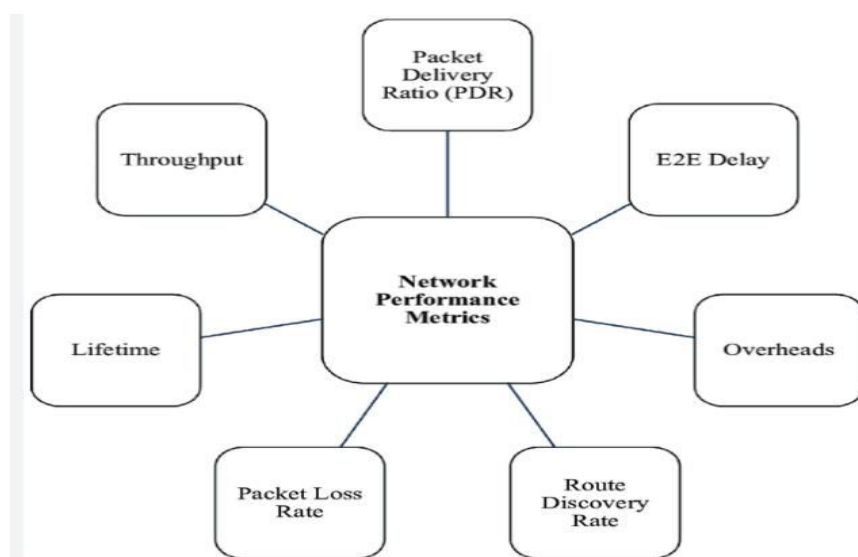 Packet
Delivery
Ratio (PDR)
Throughput
E2E Delay
Network
Performance
Metrics
Lifetime
Overheads
Packet Loss
Rate
Route
Discovery
Rate